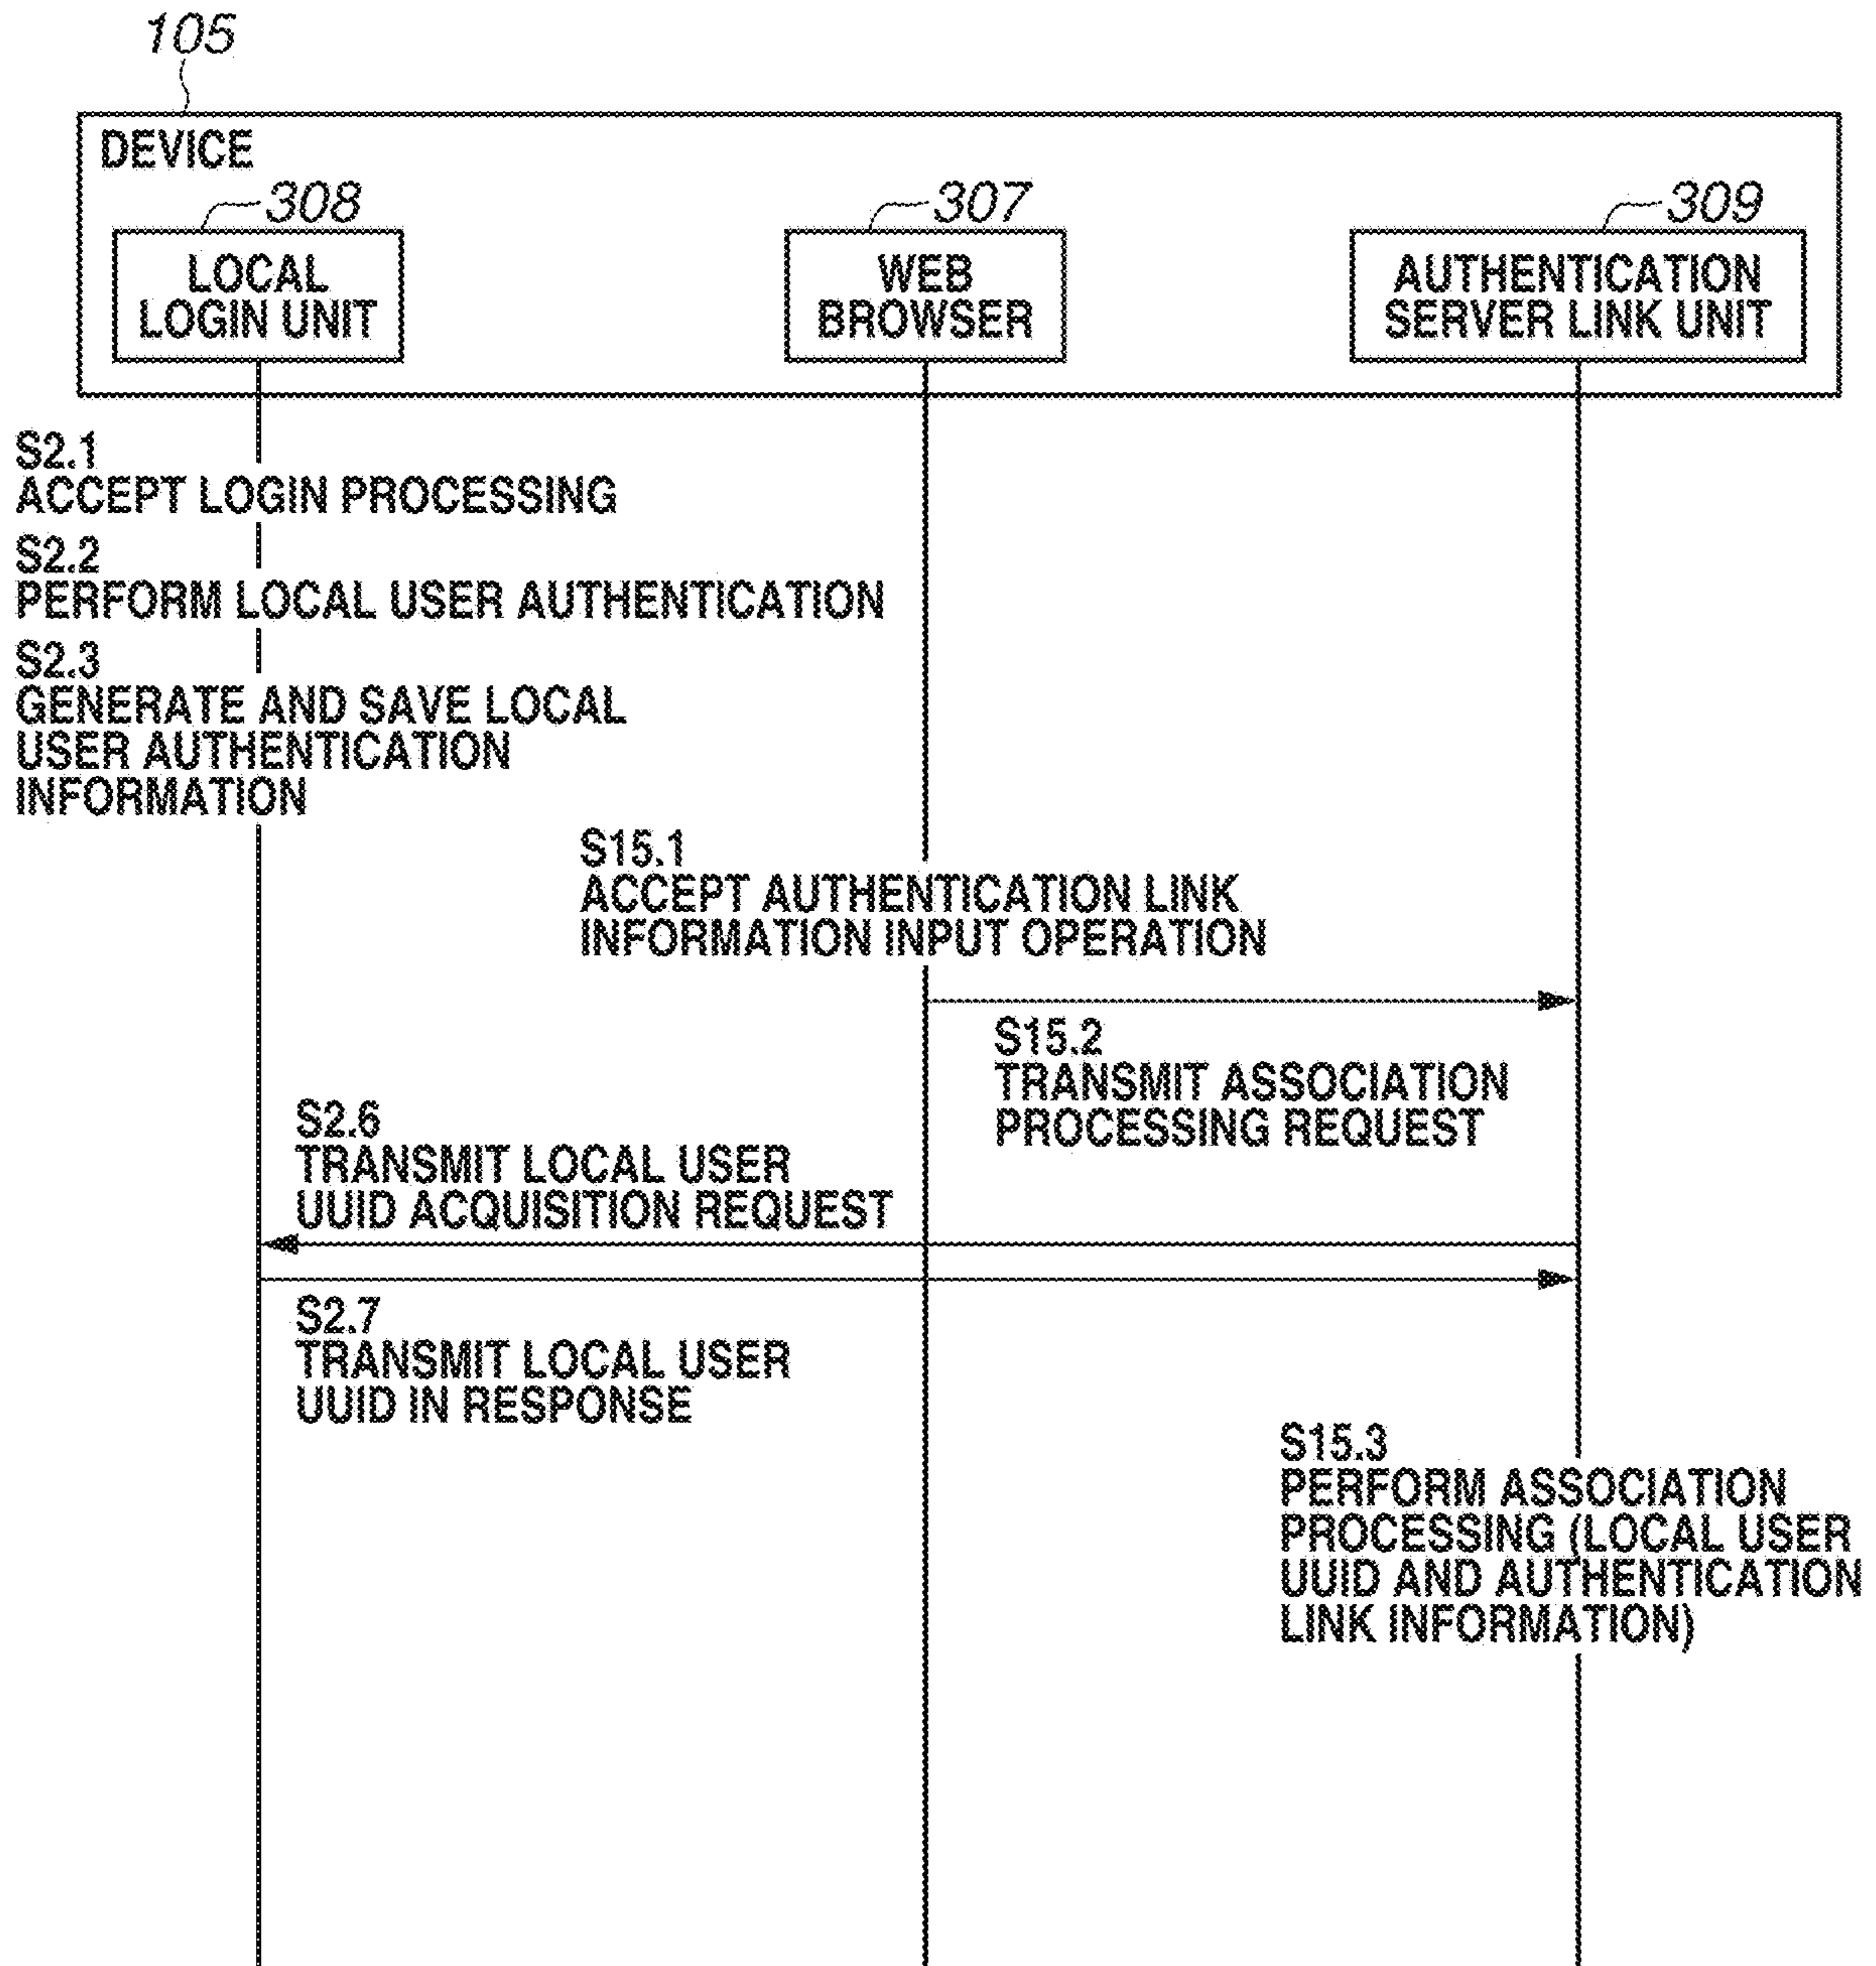 105
DEVICE
308
307
309
LOCAL
LOGIN UNIT
WEB
BROWSER
AUTHENTICATION
SERVER LINK UNIT
S2.1
ACCEPT LOGIN PROCESSING
S2.2
PERFORM LOCAL USER AUTHENTICATION
S2.3
GENERATE AND SAVE LOCAL
USER AUTHENTICATION
INFORMATION
S15.1
ACCEPT AUTHENTICATION LINK
INFORMATION INPUT OPERATION
S15.2
TRANSMIT ASSOCIATION
PROCESSING REQUEST
S2.6
TRANSMIT LOCAL USER
UUID ACQUISITION REQUEST
S2.7
TRANSMIT LOCAL USER
UUID IN RESPONSE
S15.3
PERFORM ASSOCIATION
PROCESSING (LOCAL USER
UUID AND AUTHENTICATION
LINK INFORMATION)